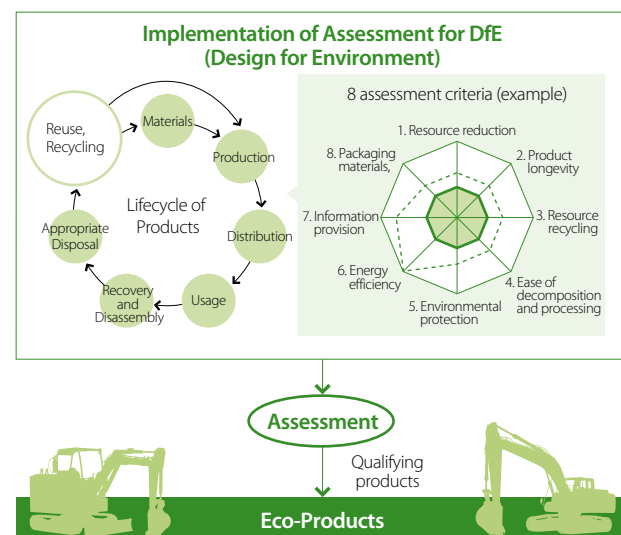 Implementation of Assessment for DfE
(Design for Environment)
Reuse,
Recycling
Materials
Production
Lifecycle of
Products
Distribution
Usage
Recovery
and
Disassembly
Appropriate
Disposal
8 assessment criteria (example)
1. Resource reduction
2. Product
longevity
3. Resource
recycling
4. Ease of
decomposition
and processing
5. Environmental
protection
6. Energy
efficiency
7. Information
provision
8. Packaging
materials,
Assessment
Qualifying
products
Eco-Products